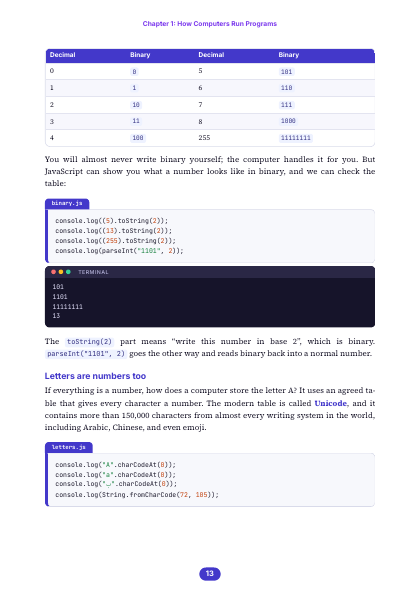 Chapter 1: How Computers Run Programs
Decimal Binary Decimal Binary
0 0 5 101
1 1 6 110
2 10 7 111
3 11 8 1000
4 100 255 11111111
You will almost never write binary yourself; the computer handles it for you. But
JavaScript can show you what a number looks like in binary, and we can check the
table:
binary.js
console.log((5).toString(2));
console.log((13).toString(2));
console.log((255).toString(2));
console.log(parseInt("1101", 2));
TERMINAL
101
1101
11111111
13
The toString(2) part means “write this number in base 2”, which is binary.
parseInt("1101", 2) goes the other way and reads binary back into a normal number.
Letters are numbers too
If everything is a number, how does a computer store the letter A? It uses an agreed ta-
ble that gives every character a number. The modern table is called Unicode, and it
contains more than 150,000 characters from almost every writing system in the world,
including Arabic, Chinese, and even emoji.
letters.js
console.log("A".charCodeAt(0));
console.log("a".charCodeAt(0));
console.log("ب".charCodeAt(0));
console.log(String.fromCharCode(72, 105));
13